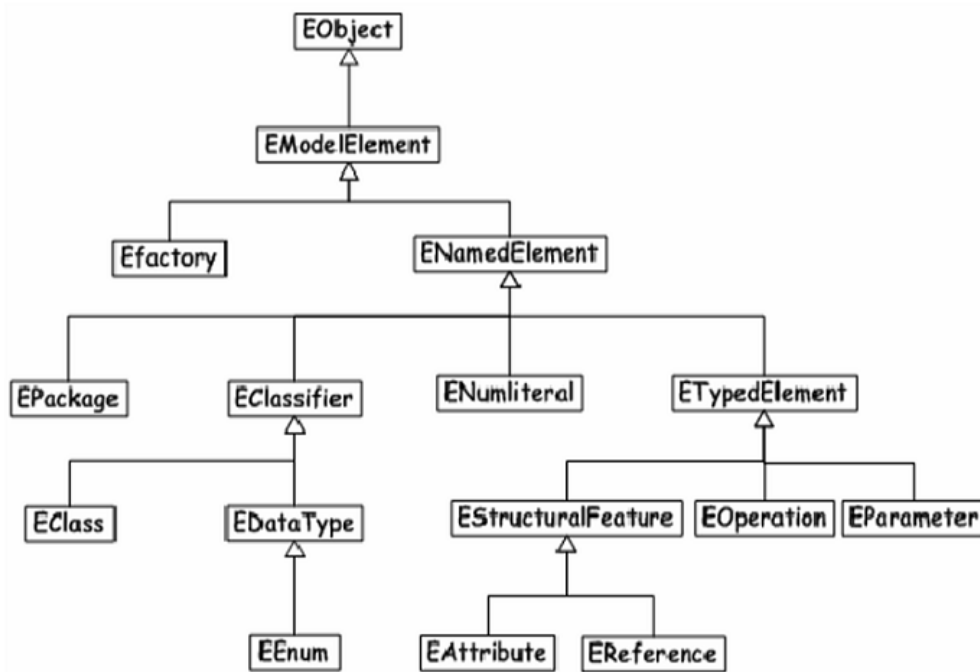 EObject
EModelElement
Efactory
ENamedElement
EPackage
EClassifier
ENumliteral
ETypedElement
EClass
EDataType
EStructuralFeature
EOperation
EParameter
EEnum
EAttribute
EReference